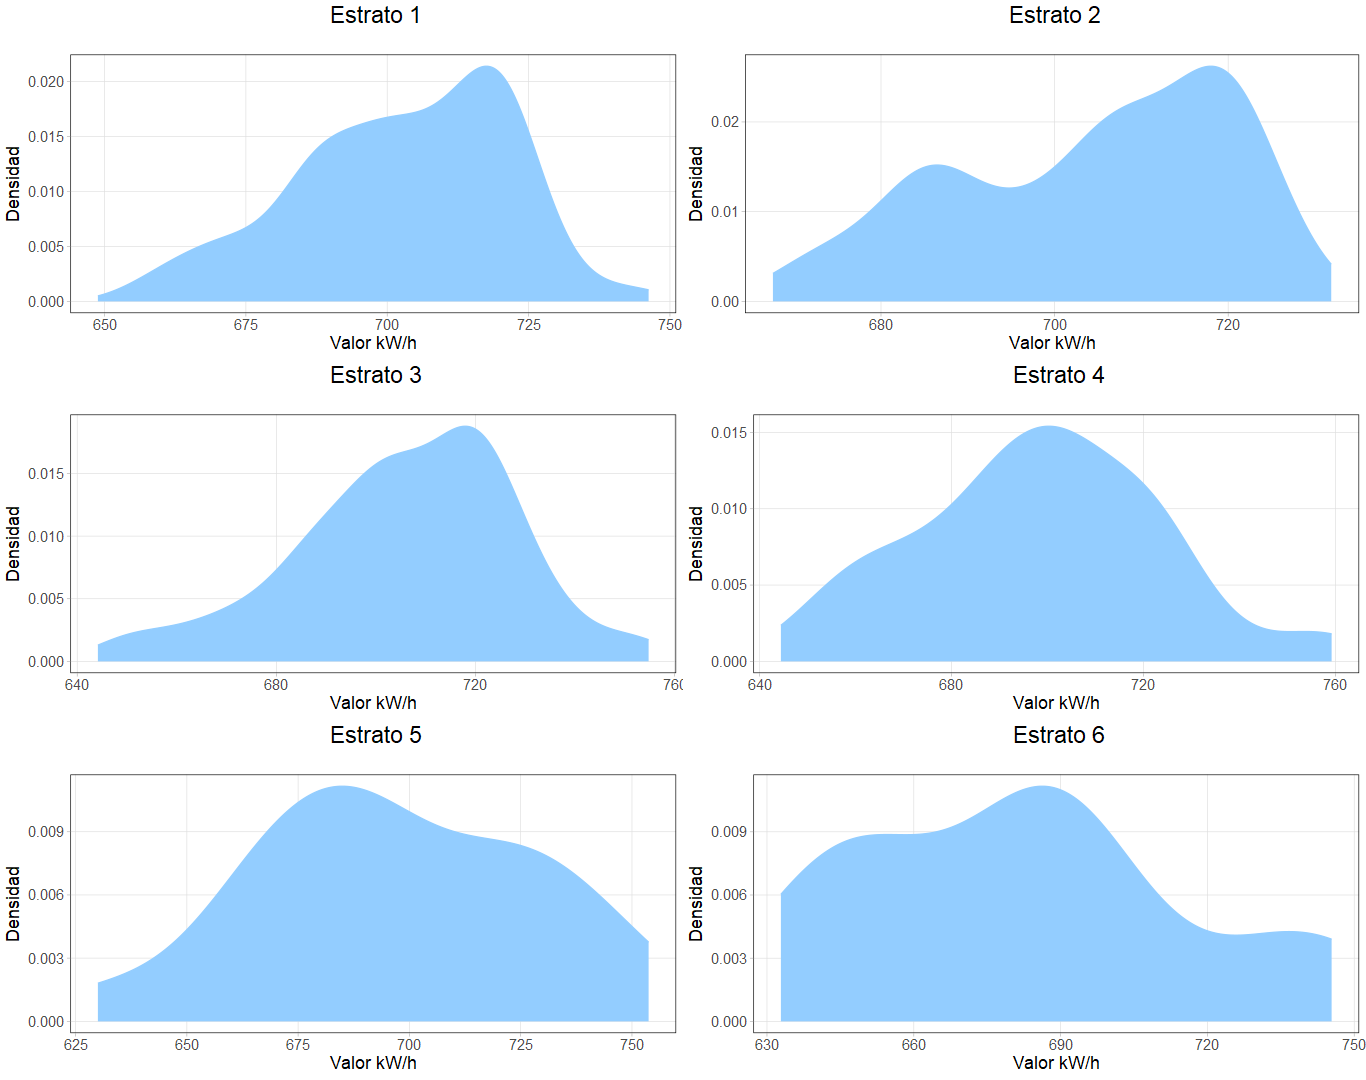 Estrato 1
Densidad
0.020
0.015
0.010
0.005
0.000
650 675 700 725 750
Valor kW/h
Estrato 2
Densidad
0.02
0.01
0.00
680 700 720
Valor kW/h
Estrato 3
Densidad
0.015
0.010
0.005
0.000
640 680 720 760
Valor kW/h
Estrato 4
Densidad
0.015
0.010
0.005
0.000
640 680 720 760
Valor kW/h
Estrato 5
Densidad
0.009
0.006
0.003
0.000
625 650 675 700 725 750
Valor kW/h
Estrato 6
Densidad
0.009
0.006
0.003
0.000
630 660 690 720 750
Valor kW/h